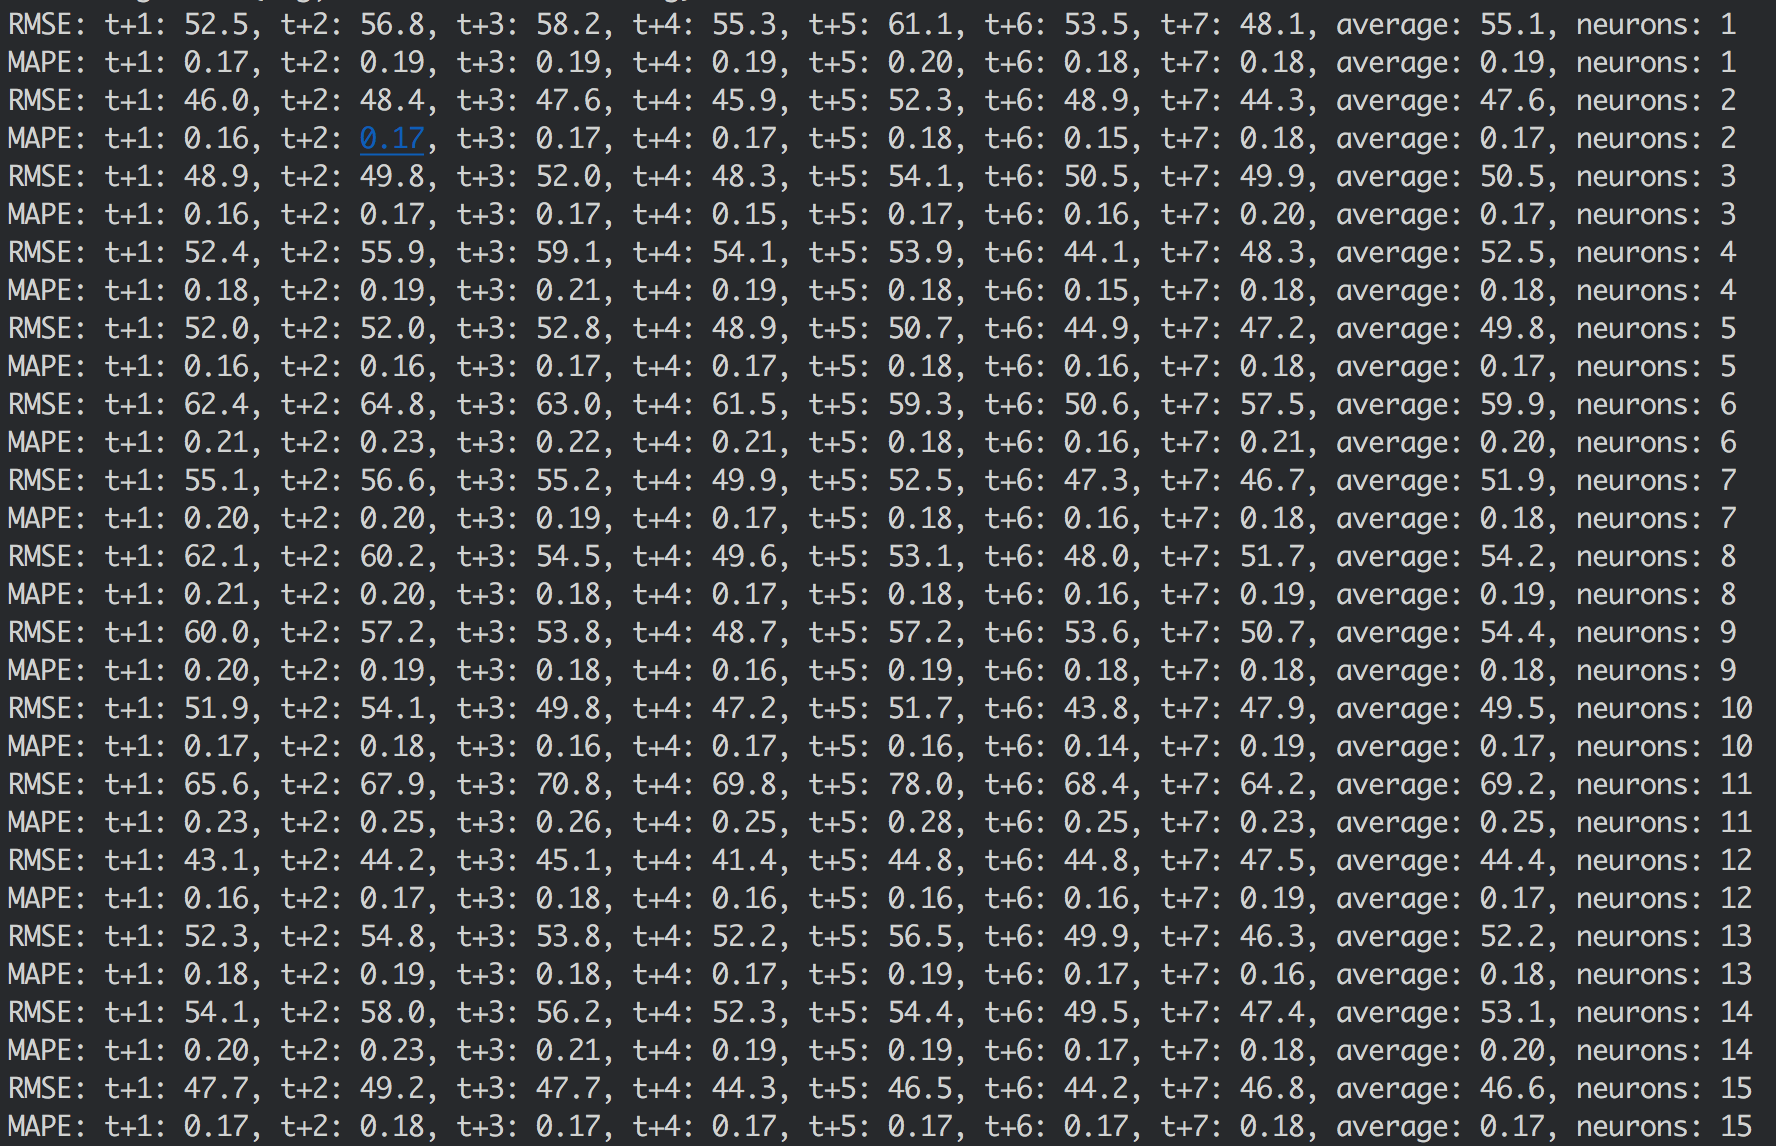 RMSE: t+1: 52.5, t+2: 56.8, t+3: 58.2, t+4: 55.3, t+5: 61.1, t+6: 53.5, t+7: 48.1, average: 55.1, neurons: 1
MAPE: t+1: 0.17, t+2: 0.19, t+3: 0.19, t+4: 0.19, t+5: 0.20, t+6: 0.18, t+7: 0.18, average: 0.19, neurons: 1
RMSE: t+1: 46.0, t+2: 48.4, t+3: 47.6, t+4: 45.9, t+5: 52.3, t+6: 48.9, t+7: 44.3, average: 47.6, neurons: 2
MAPE: t+1: 0.16, t+2: 0.17, t+3: 0.17, t+4: 0.17, t+5: 0.18, t+6: 0.15, t+7: 0.18, average: 0.17, neurons: 2
RMSE: t+1: 48.9, t+2: 49.8, t+3: 52.0, t+4: 48.3, t+5: 54.1, t+6: 50.5, t+7: 49.9, average: 50.5, neurons: 3
MAPE: t+1: 0.16, t+2: 0.17, t+3: 0.17, t+4: 0.15, t+5: 0.17, t+6: 0.16, t+7: 0.20, average: 0.17, neurons: 3
RMSE: t+1: 52.4, t+2: 55.9, t+3: 59.1, t+4: 54.1, t+5: 53.9, t+6: 44.1, t+7: 48.3, average: 52.5, neurons: 4
MAPE: t+1: 0.18, t+2: 0.19, t+3: 0.21, t+4: 0.19, t+5: 0.18, t+6: 0.15, t+7: 0.18, average: 0.18, neurons: 4
RMSE: t+1: 52.0, t+2: 52.0, t+3: 52.8, t+4: 48.9, t+5: 50.7, t+6: 44.9, t+7: 47.2, average: 49.8, neurons: 5
MAPE: t+1: 0.16, t+2: 0.16, t+3: 0.17, t+4: 0.17, t+5: 0.18, t+6: 0.16, t+7: 0.18, average: 0.17, neurons: 5
RMSE: t+1: 62.4, t+2: 64.8, t+3: 63.0, t+4: 61.5, t+5: 59.3, t+6: 50.6, t+7: 57.5, average: 59.9, neurons: 6
MAPE: t+1: 0.21, t+2: 0.23, t+3: 0.22, t+4: 0.21, t+5: 0.18, t+6: 0.16, t+7: 0.21, average: 0.20, neurons: 6
RMSE: t+1: 55.1, t+2: 56.6, t+3: 55.2, t+4: 49.9, t+5: 52.5, t+6: 47.3, t+7: 46.7, average: 51.9, neurons: 7
MAPE: t+1: 0.20, t+2: 0.20, t+3: 0.19, t+4: 0.17, t+5: 0.18, t+6: 0.16, t+7: 0.18, average: 0.18, neurons: 7
RMSE: t+1: 62.1, t+2: 60.2, t+3: 54.5, t+4: 49.6, t+5: 53.1, t+6: 48.0, t+7: 51.7, average: 54.2, neurons: 8
MAPE: t+1: 0.21, t+2: 0.20, t+3: 0.18, t+4: 0.17, t+5: 0.18, t+6: 0.16, t+7: 0.19, average: 0.19, neurons: 8
RMSE: t+1: 60.0, t+2: 57.2, t+3: 53.8, t+4: 48.7, t+5: 57.2, t+6: 53.6, t+7: 50.7, average: 54.4, neurons: 9
MAPE: t+1: 0.20, t+2: 0.19, t+3: 0.18, t+4: 0.16, t+5: 0.19, t+6: 0.18, t+7: 0.18, average: 0.18, neurons: 9
RMSE: t+1: 51.9, t+2: 54.1, t+3: 49.8, t+4: 47.2, t+5: 51.7, t+6: 43.8, t+7: 47.9, average: 49.5, neurons: 10
MAPE: t+1: 0.17, t+2: 0.18, t+3: 0.16, t+4: 0.17, t+5: 0.16, t+6: 0.14, t+7: 0.19, average: 0.17, neurons: 10
RMSE: t+1: 65.6, t+2: 67.9, t+3: 70.8, t+4: 69.8, t+5: 78.0, t+6: 68.4, t+7: 64.2, average: 69.2, neurons: 11
MAPE: t+1: 0.23, t+2: 0.25, t+3: 0.26, t+4: 0.25, t+5: 0.28, t+6: 0.25, t+7: 0.23, average: 0.25, neurons: 11
RMSE: t+1: 43.1, t+2: 44.2, t+3: 45.1, t+4: 41.4, t+5: 44.8, t+6: 44.8, t+7: 47.5, average: 44.4, neurons: 12
MAPE: t+1: 0.16, t+2: 0.17, t+3: 0.18, t+4: 0.16, t+5: 0.16, t+6: 0.16, t+7: 0.19, average: 0.17, neurons: 12
RMSE: t+1: 52.3, t+2: 54.8, t+3: 53.8, t+4: 52.2, t+5: 56.5, t+6: 49.9, t+7: 46.3, average: 52.2, neurons: 13
MAPE: t+1: 0.18, t+2: 0.19, t+3: 0.18, t+4: 0.17, t+5: 0.19, t+6: 0.17, t+7: 0.16, average: 0.18, neurons: 13
RMSE: t+1: 54.1, t+2: 58.0, t+3: 56.2, t+4: 52.3, t+5: 54.4, t+6: 49.5, t+7: 47.4, average: 53.1, neurons: 14
MAPE: t+1: 0.20, t+2: 0.23, t+3: 0.21, t+4: 0.19, t+5: 0.19, t+6: 0.17, t+7: 0.18, average: 0.20, neurons: 14
RMSE: t+1: 47.7, t+2: 49.2, t+3: 47.7, t+4: 44.3, t+5: 46.5, t+6: 44.2, t+7: 46.8, average: 46.6, neurons: 15
MAPE: t+1: 0.17, t+2: 0.18, t+3: 0.17, t+4: 0.17, t+5: 0.17, t+6: 0.17, t+7: 0.18, average: 0.17, neurons: 15